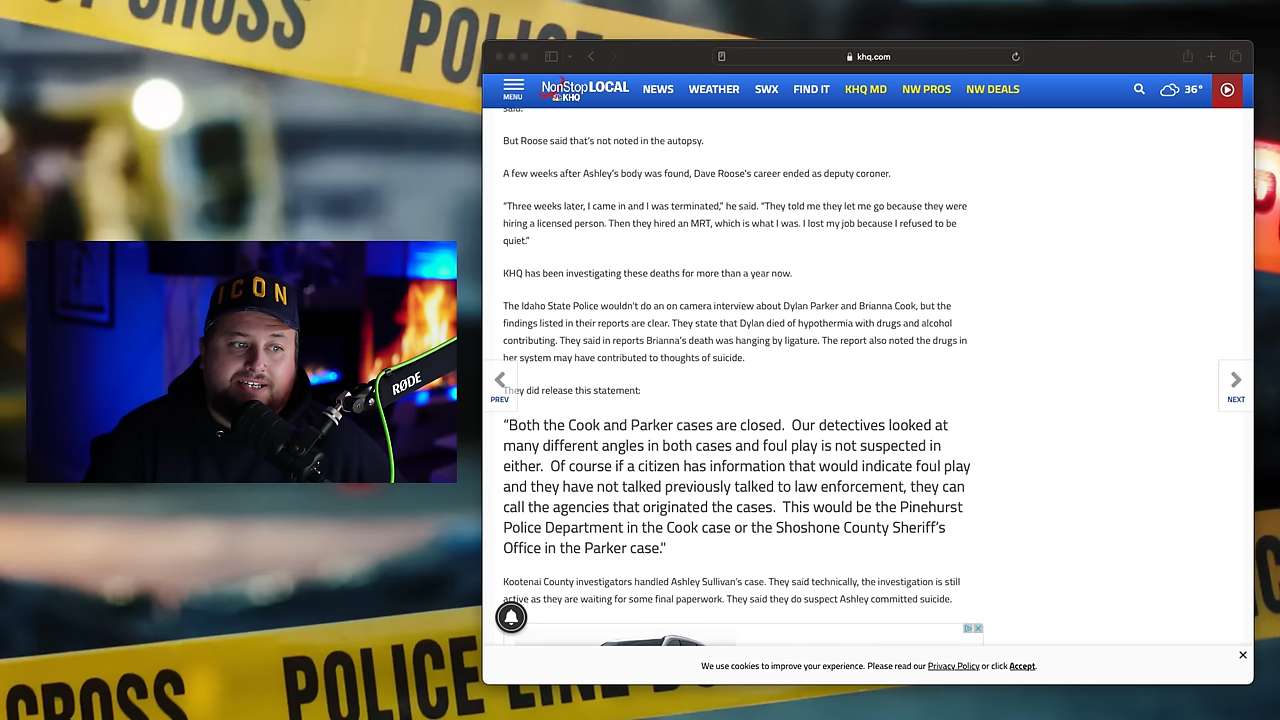 CROSS
POL
khq.com
MENU
NonStop LOCAL
KHQ
NEWS WEATHER SWX FIND IT KHQ MD NW PROS NW DEALS
36°
said.
But Roose said that's not noted in the autopsy.
A few weeks after Ashley's body was found, Dave Roose's career ended as deputy coroner.
"Three weeks later, I came in and I was terminated," he said. "They told me they let me go because they were
hiring a licensed person. Then they hired an MRT, which is what I was. I lost my job because I refused to be
quiet."
KHQ has been investigating these deaths for more than a year now.
The Idaho State Police wouldn't do an on camera interview about Dylan Parker and Brianna Cook, but the
findings listed in their reports are clear. They state that Dylan died of hypothermia with drugs and alcohol
contributing. They said in reports Brianna's death was hanging by ligature. The report also noted the drugs in
her system may have contributed to thoughts of suicide.
They did release this statement:
PREV
NEXT
"Both the Cook and Parker cases are closed.  Our detectives looked at
many different angles in both cases and foul play is not suspected in
either.  Of course if a citizen has information that would indicate foul play
and they have not talked previously talked to law enforcement, they can
call the agencies that originated the cases.  This would be the Pinehurst
Police Department in the Cook case or the Shoshone County Sheriff's
Office in the Parker case."
Kootenai County investigators handled Ashley Sullivan's case. They said technically, the investigation is still
active as they are waiting for some final paperwork. They said they do suspect Ashley committed suicide.
We use cookies to improve your experience. Please read our Privacy Policy or click Accept.
ICON
RØDE
CROSS
POLICE LINE DO